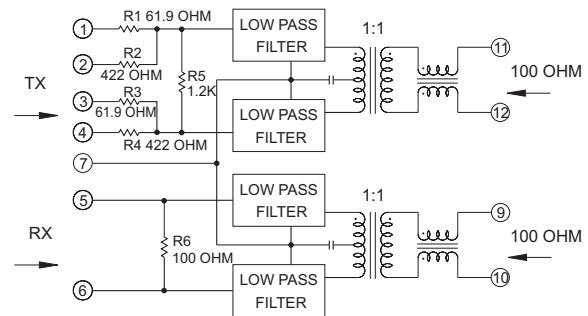 1 R1 61.9 OHM
LOW PASS
FILTER
1:1
11
R2
2
422 OHM
TX
R5
1.2K
100 OHM
3 R3
61.9 OHM
LOW PASS
FILTER
12
4
R4 422 OHM
7
1:1
5
LOW PASS
FILTER
9
RX
R6
100 OHM
100 OHM
6
LOW PASS
FILTER
10